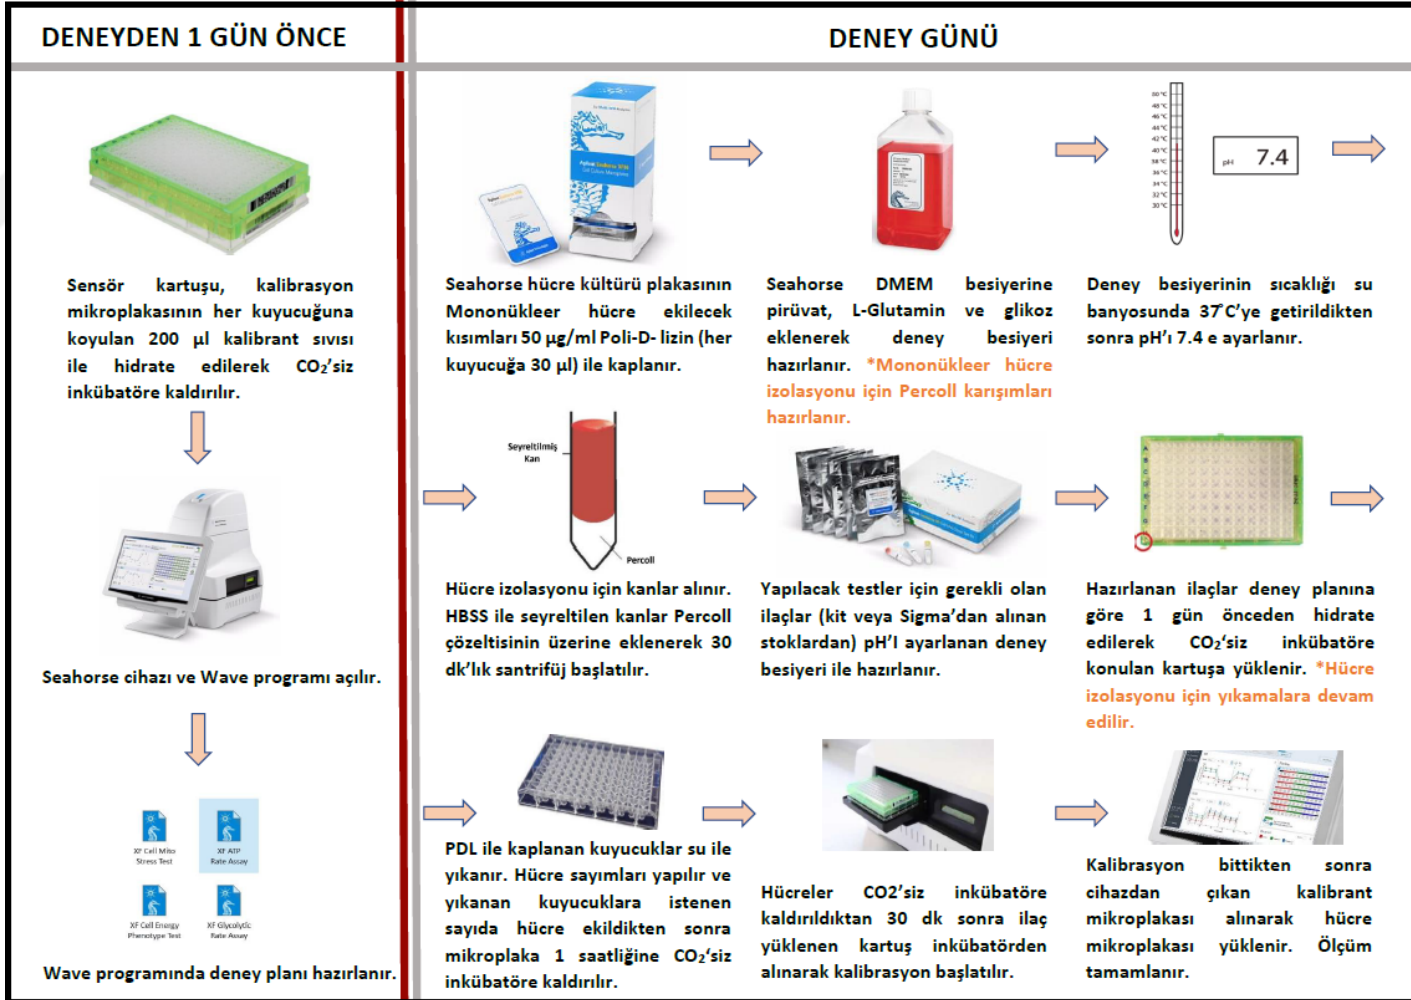 DENEYDEN 1 GÜN ÖNCE
DENEY GÜNÜ
Sensör kartuşu, kalibrasyon
mikroplakasının her kuyucuğuna
koyulan 200 µl kalibrant sıvısı
ile hidrate edilerek CO₂'siz
inkübatöre kaldırılır.
Seahorse cihazı ve Wave programı açılır.
XF Cell Mito
Stress Test
XF ATP
Rate Assay
XF Cell Energy
Phenotype Test
XF Glycolytic
Rate Assay
Wave programında deney planı hazırlanır.
Seahorse hücre kültürü plakasının
Mononükleer hücre ekilecek
kısımları 50 µg/ml Poli-D- lizin (her
kuyucuğa 30 µl) ile kaplanır.
Seahorse DMEM besiyerine
pirüvat, L-Glutamin ve glikoz
eklenerek deney besiyeri
hazırlanır. *Mononükleer hücre
izolasyonu için Percoll karışımları
hazırlanır.
50 °C
48 °C
46 °C
44 °C
42 °C
40 °C
38 °C
36 °C
34 °C
32 °C
30 °C
pH 7.4
Deney besiyerinin sıcaklığı su
banyosunda 37°C'ye getirildikten
sonra pH'ı 7.4 e ayarlanır.
Seyreltilmiş
Kan
Percoll
Hücre izolasyonu için kanlar alınır.
HBSS ile seyreltilen kanlar Percoll
çözeltisinin üzerine eklenerek 30
dk'lık santrifüj başlatılır.
Yapılacak testler için gerekli olan
ilaçlar (kit veya Sigma'dan alınan
stoklardan) pH'I ayarlanan deney
besiyeri ile hazırlanır.
Hazırlanan ilaçlar deney planına
göre 1 gün önceden hidrate
edilerek CO₂'siz inkübatöre
konulan kartuşa yüklenir. *Hücre
izolasyonu için yıkamalara devam
edilir.
PDL ile kaplanan kuyucuklar su ile
yıkanır. Hücre sayımları yapılır ve
yıkanan kuyucuklara istenen
sayıda hücre ekildikten sonra
mikroplaka 1 saatliğine CO₂'siz
inkübatöre kaldırılır.
Hücreler CO2'siz inkübatöre
kaldırıldıktan 30 dk sonra ilaç
yüklenen kartuş inkübatörden
alınarak kalibrasyon başlatılır.
Kalibrasyon bittikten sonra
cihazdan çıkan kalibrant
mikroplakası alınarak hücre
mikroplakası yüklenir. Ölçüm
tamamlanır.